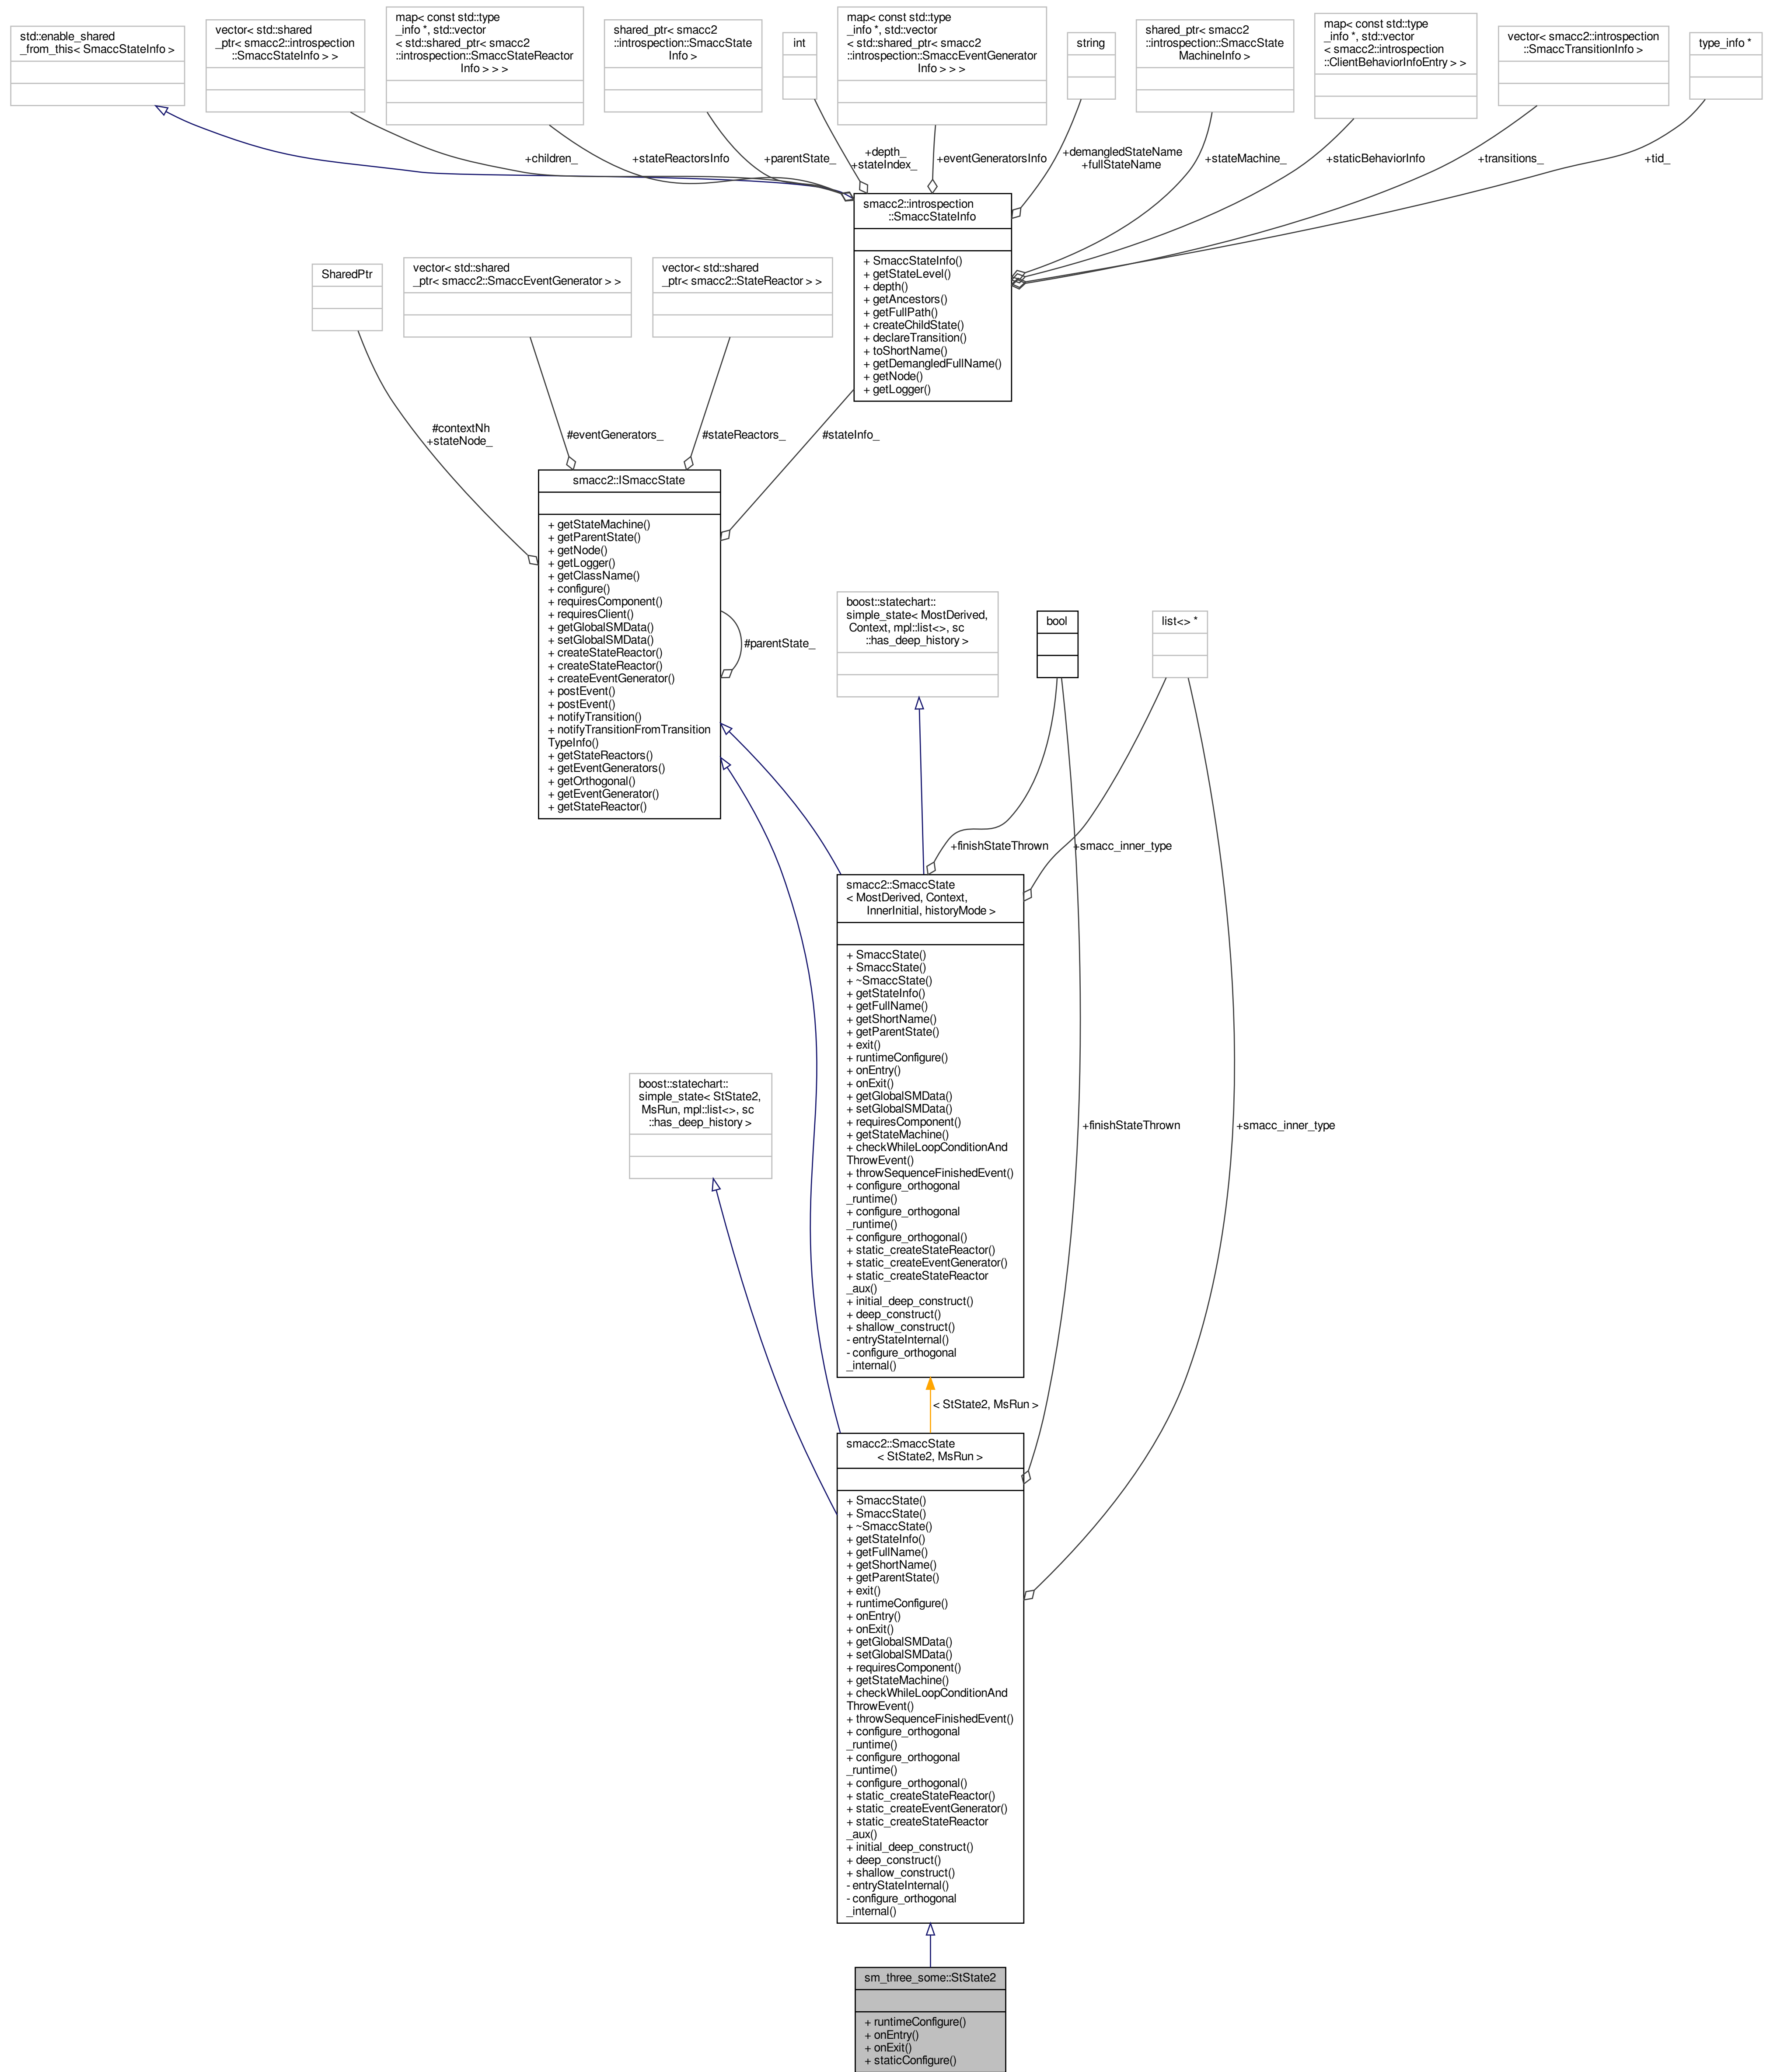 std::enable_shared
_from_this< SmaccStateInfo >
vector< std::shared
_ptr< smacc2::introspection
::SmaccStateInfo > >
map< const std::type
_info *, std::vector
< std::shared_ptr< smacc2
::introspection::SmaccStateReactor
Info > > >
shared_ptr< smacc2
::introspection::SmaccState
Info >
int
map< const std::type
_info *, std::vector
< std::shared_ptr< smacc2
::introspection::SmaccEventGenerator
Info > > >
string
shared_ptr< smacc2
::introspection::SmaccState
MachineInfo >
map< const std::type
_info *, std::vector
< smacc2::introspection
::ClientBehaviorInfoEntry > >
vector< smacc2::introspection
::SmaccTransitionInfo >
type_info *
+children_
+stateReactorsInfo
+parentState_
+depth_
+stateIndex_
+eventGeneratorsInfo
+demangledStateName
+fullStateName
+stateMachine_
+staticBehaviorInfo
+transitions_
+tid_
smacc2::introspection
::SmaccStateInfo
+ SmaccStateInfo()
+ getStateLevel()
+ depth()
+ getAncestors()
+ getFullPath()
+ createChildState()
+ declareTransition()
+ toShortName()
+ getDemangledFullName()
+ getNode()
+ getLogger()
SharedPtr
vector< std::shared
_ptr< smacc2::SmaccEventGenerator > >
vector< std::shared
_ptr< smacc2::StateReactor > >
#contextNh
+stateNode_
#eventGenerators_
#stateReactors_
#stateInfo_
smacc2::ISmaccState
+ getStateMachine()
+ getParentState()
+ getNode()
+ getLogger()
+ getClassName()
+ configure()
+ requiresComponent()
+ requiresClient()
+ getGlobalSMData()
+ setGlobalSMData()
+ createStateReactor()
+ createStateReactor()
+ createEventGenerator()
+ postEvent()
+ postEvent()
+ notifyTransition()
+ notifyTransitionFromTransition
TypeInfo()
+ getStateReactors()
+ getEventGenerators()
+ getOrthogonal()
+ getEventGenerator()
+ getStateReactor()
#parentState_
boost::statechart::
simple_state< MostDerived,
Context, mpl::list<>, sc
::has_deep_history >
bool
list<> *
+finishStateThrown
+smacc_inner_type
smacc2::SmaccState
< MostDerived, Context,
InnerInitial, historyMode >
+ SmaccState()
+ SmaccState()
+ ~SmaccState()
+ getStateInfo()
+ getFullName()
+ getShortName()
+ getParentState()
+ exit()
+ runtimeConfigure()
+ onEntry()
+ onExit()
+ getGlobalSMData()
+ setGlobalSMData()
+ requiresComponent()
+ getStateMachine()
+ checkWhileLoopConditionAnd
ThrowEvent()
+ throwSequenceFinishedEvent()
+ configure_orthogonal
_runtime()
+ configure_orthogonal
_runtime()
+ configure_orthogonal()
+ static_createStateReactor()
+ static_createEventGenerator()
+ static_createStateReactor
_aux()
+ initial_deep_construct()
+ deep_construct()
+ shallow_construct()
- entryStateInternal()
- configure_orthogonal
_internal()
boost::statechart::
simple_state< StState2,
MsRun, mpl::list<>, sc
::has_deep_history >
+finishStateThrown
+smacc_inner_type
< StState2, MsRun >
smacc2::SmaccState
< StState2, MsRun >
+ SmaccState()
+ SmaccState()
+ ~SmaccState()
+ getStateInfo()
+ getFullName()
+ getShortName()
+ getParentState()
+ exit()
+ runtimeConfigure()
+ onEntry()
+ onExit()
+ getGlobalSMData()
+ setGlobalSMData()
+ requiresComponent()
+ getStateMachine()
+ checkWhileLoopConditionAnd
ThrowEvent()
+ throwSequenceFinishedEvent()
+ configure_orthogonal
_runtime()
+ configure_orthogonal
_runtime()
+ configure_orthogonal()
+ static_createStateReactor()
+ static_createEventGenerator()
+ static_createStateReactor
_aux()
+ initial_deep_construct()
+ deep_construct()
+ shallow_construct()
- entryStateInternal()
- configure_orthogonal
_internal()
sm_three_some::StState2
+ runtimeConfigure()
+ onEntry()
+ onExit()
+ staticConfigure()